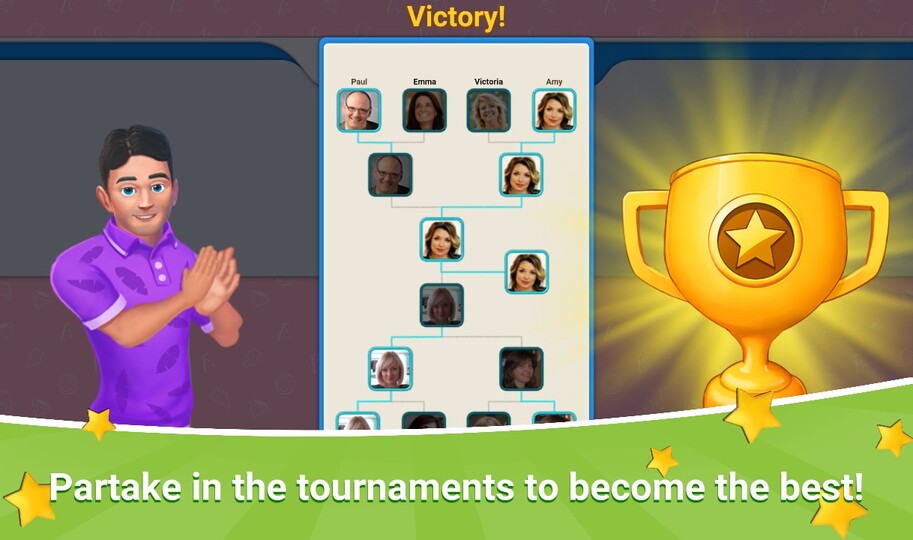 Victory!
Paul Emma Victoria Amy
Partake in the tournaments to become the best!